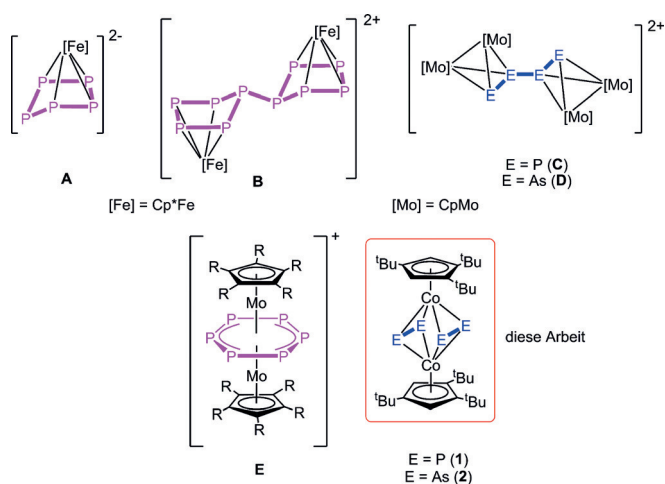 [Fe]
2-
P P
P P
P
A
2+
[Fe]
P P
P
P P
P
P P
P P
[Fe]
B
2+
[Mo]
[Mo]
E
E E
[Mo]
E
[Mo]
E = P (C)
E = As (D)
[Fe] = Cp*Fe
[Mo] = CpMo
+
R R
R R
R
Mo
P P
P P
P P
Mo
R R
R R
R
E
tBu
tBu
tBu
Co
E E
E E
Co
tBu
tBu
tBu
E = P (1)
E = As (2)
diese Arbeit